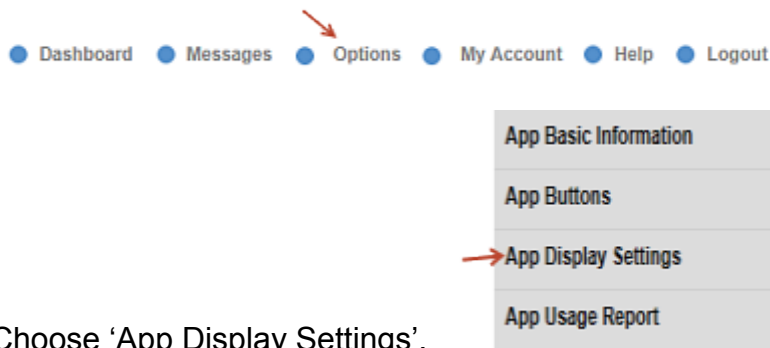 Dashboard Messages Options My Account Help Logout
App Basic Information
App Buttons
App Display Settings
App Usage Report
Choose ‘App Display Settings’.